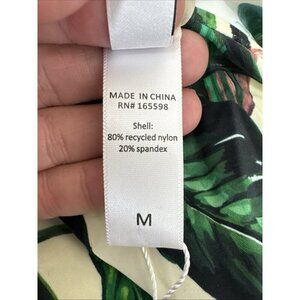 MADE IN CHINA
RN# 165598
Shell:
80% recycled nylon
20% spandex
M